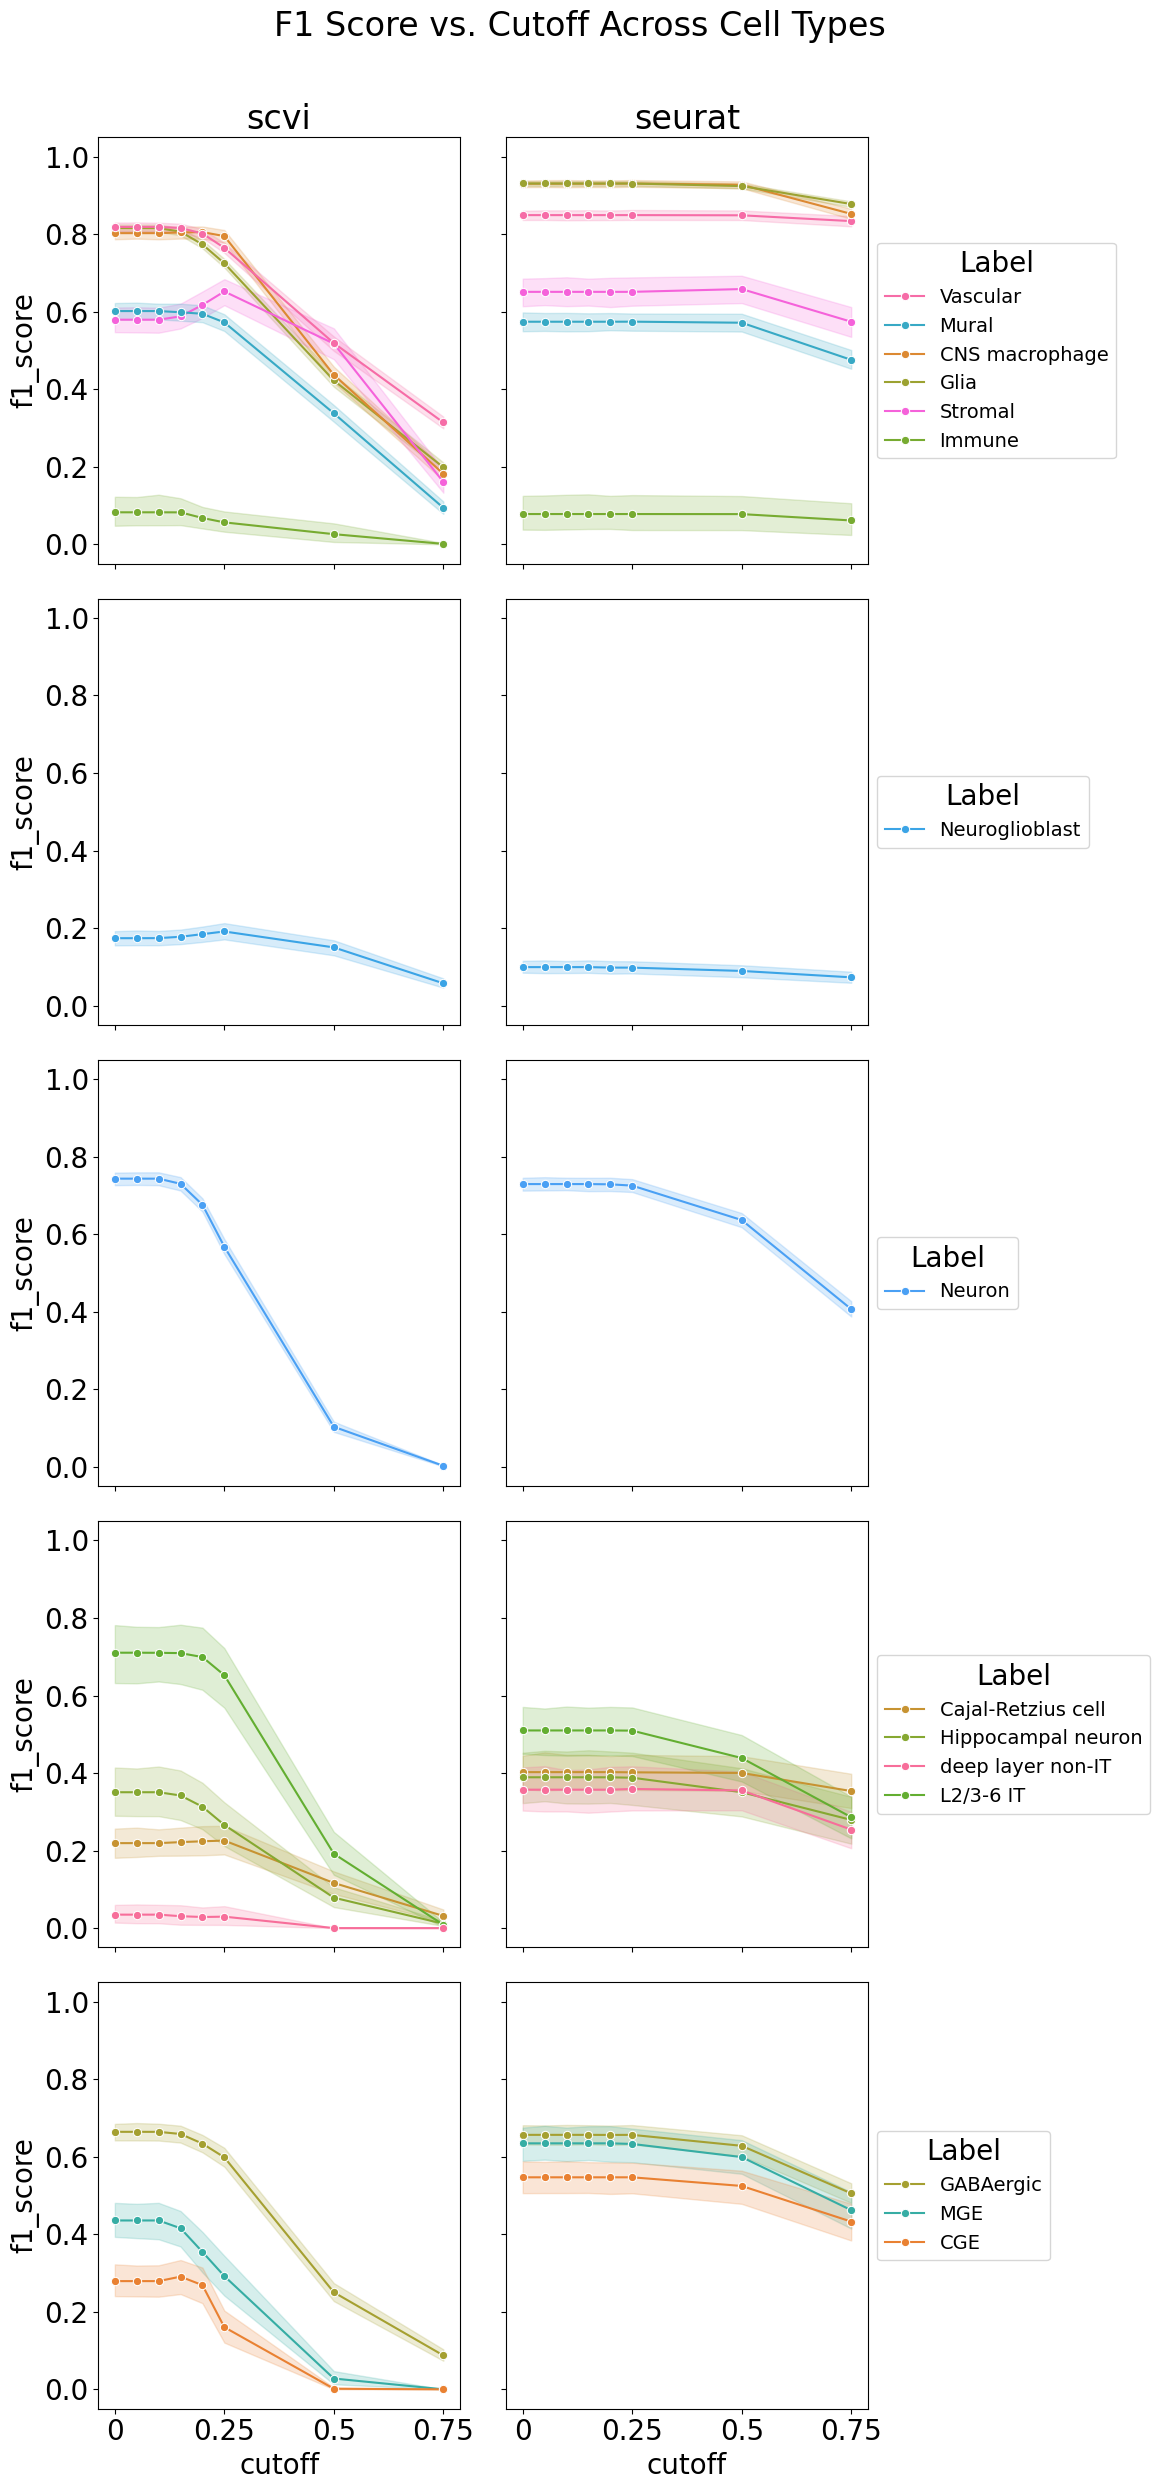 F1 Score vs. Cutoff Across Cell Types
scvi
seurat
f1_score
1.0
0.8
0.6
0.4
0.2
0.0
Label
Vascular
Mural
CNS macrophage
Glia
Stromal
Immune
f1_score
1.0
0.8
0.6
0.4
0.2
0.0
Label
Neuroglioblast
f1_score
1.0
0.8
0.6
0.4
0.2
0.0
Label
Neuron
f1_score
1.0
0.8
0.6
0.4
0.2
0.0
Label
Cajal-Retzius cell
Hippocampal neuron
deep layer non-IT
L2/3-6 IT
f1_score
1.0
0.8
0.6
0.4
0.2
0.0
Label
GABAergic
MGE
CGE
0 0.25 0.5 0.75
cutoff
0 0.25 0.5 0.75
cutoff